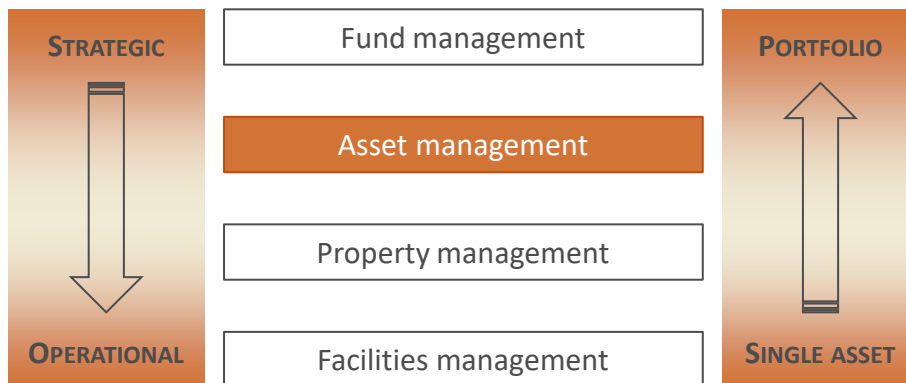 STRATEGIC
Fund management
PORTFOLIO
Asset management
Property management
OPERATIONAL
Facilities management
SINGLE ASSET